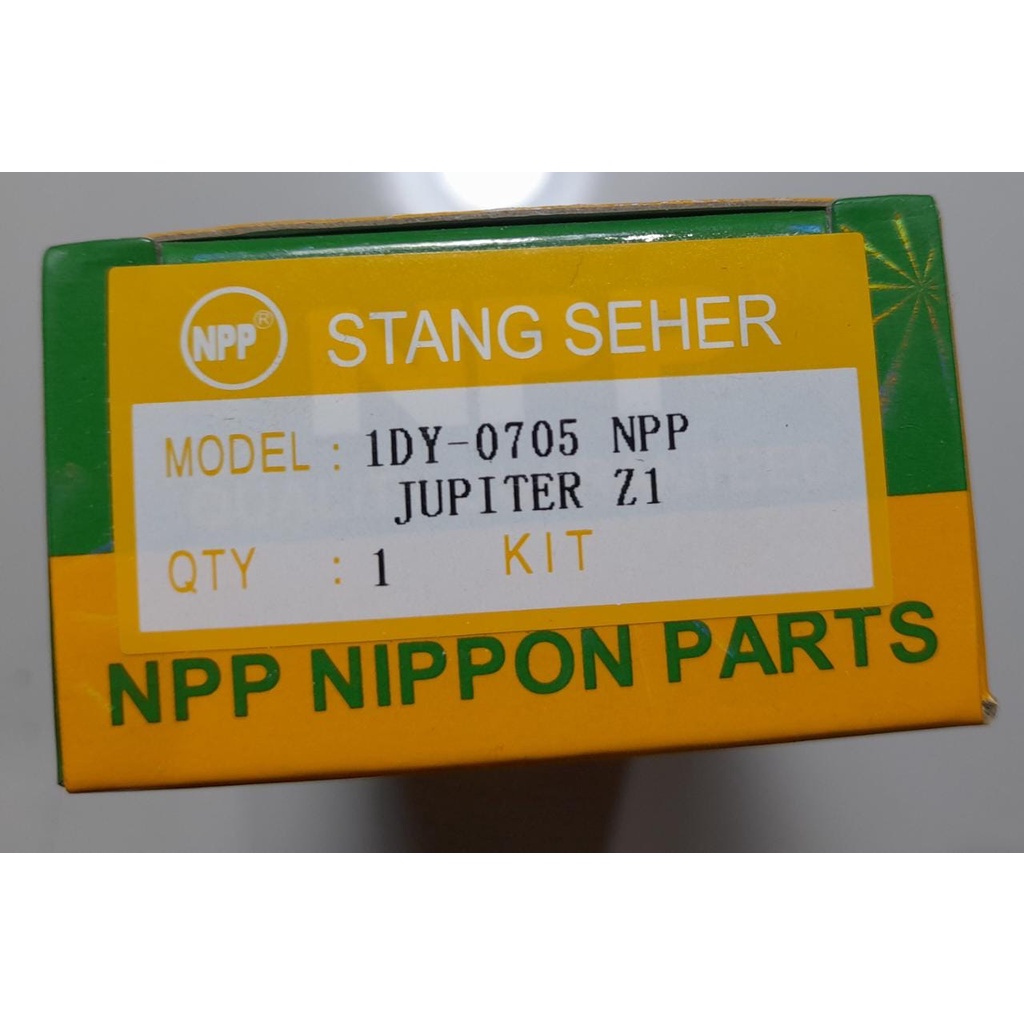 NPP® STANG SEHER
MODEL : 1DY-0705 NPP
JUPITER Z1
QTY : 1 KIT
NPP NIPPON PARTS